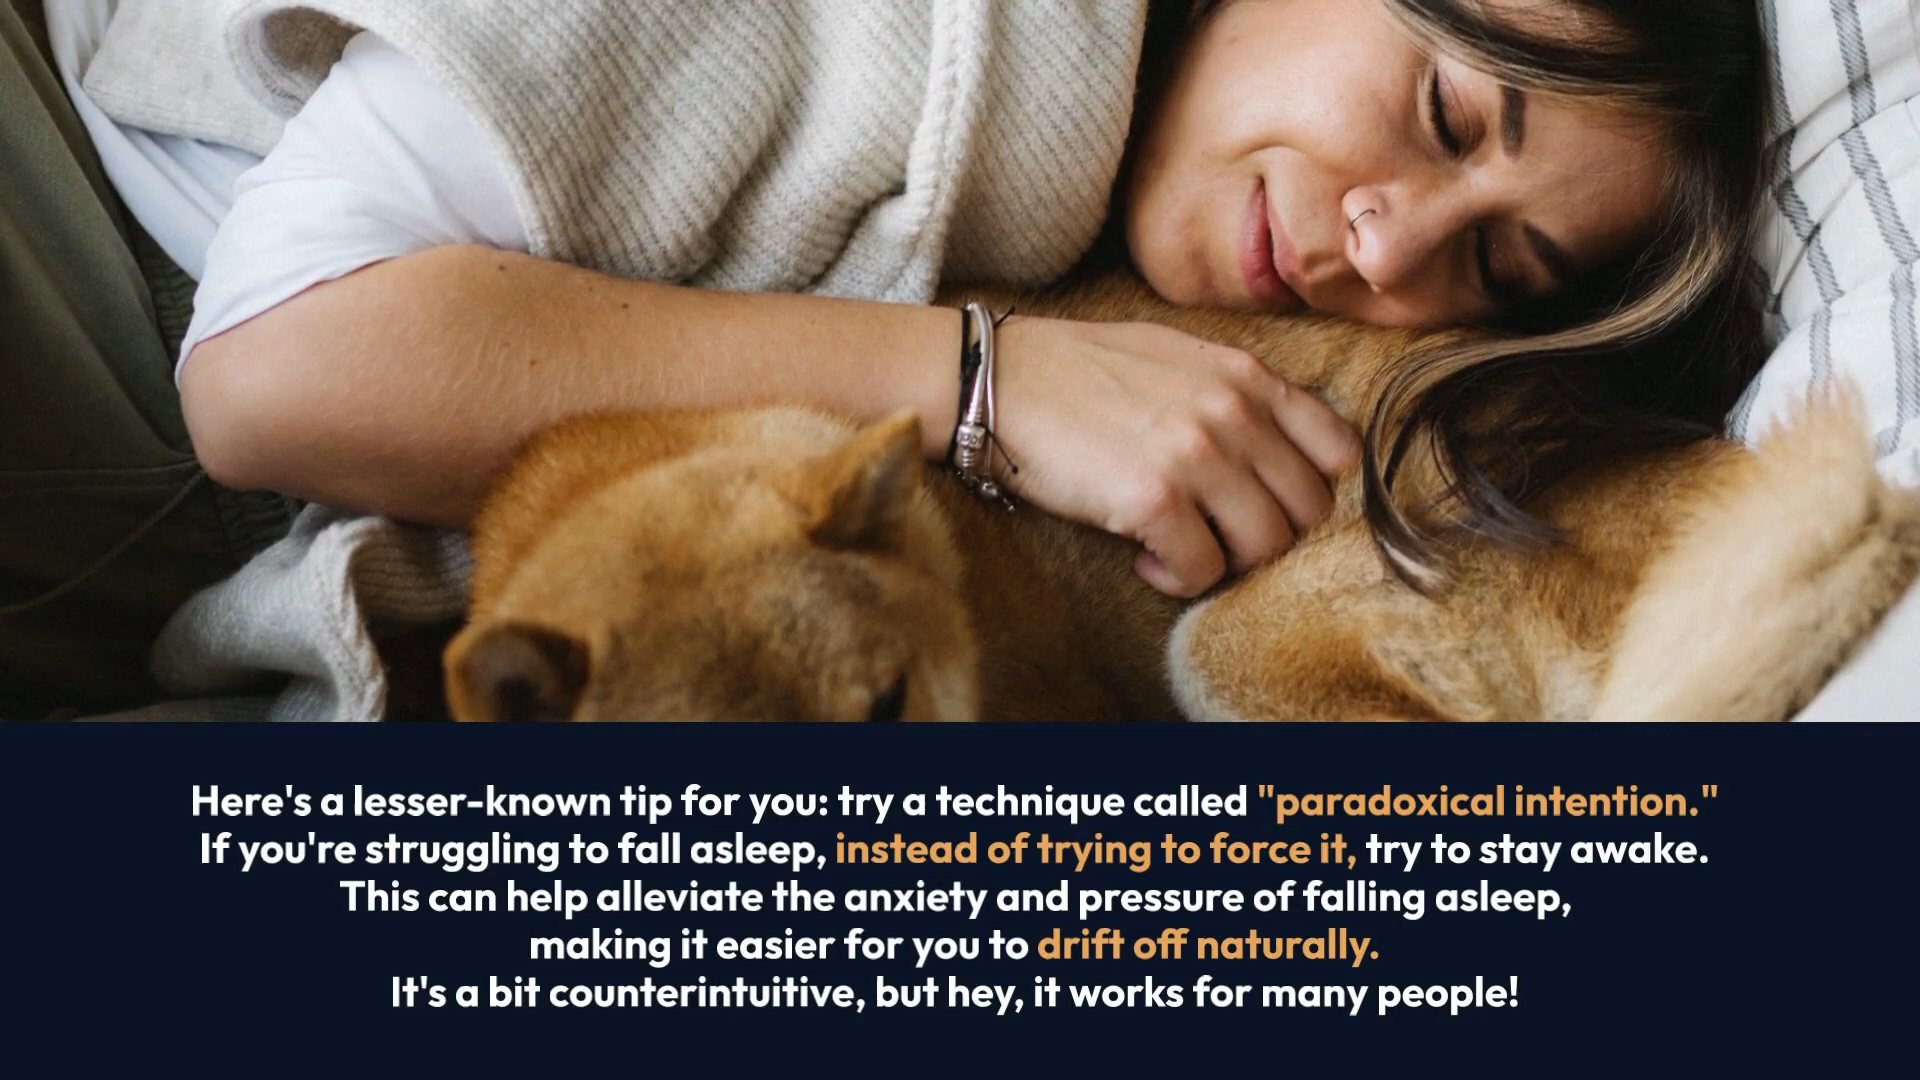 Here's a lesser-known tip for you: try a technique called "paradoxical intention."
If you're struggling to fall asleep, instead of trying to force it, try to stay awake.
This can help alleviate the anxiety and pressure of falling asleep,
making it easier for you to drift off naturally.
It's a bit counterintuitive, but hey, it works for many people!